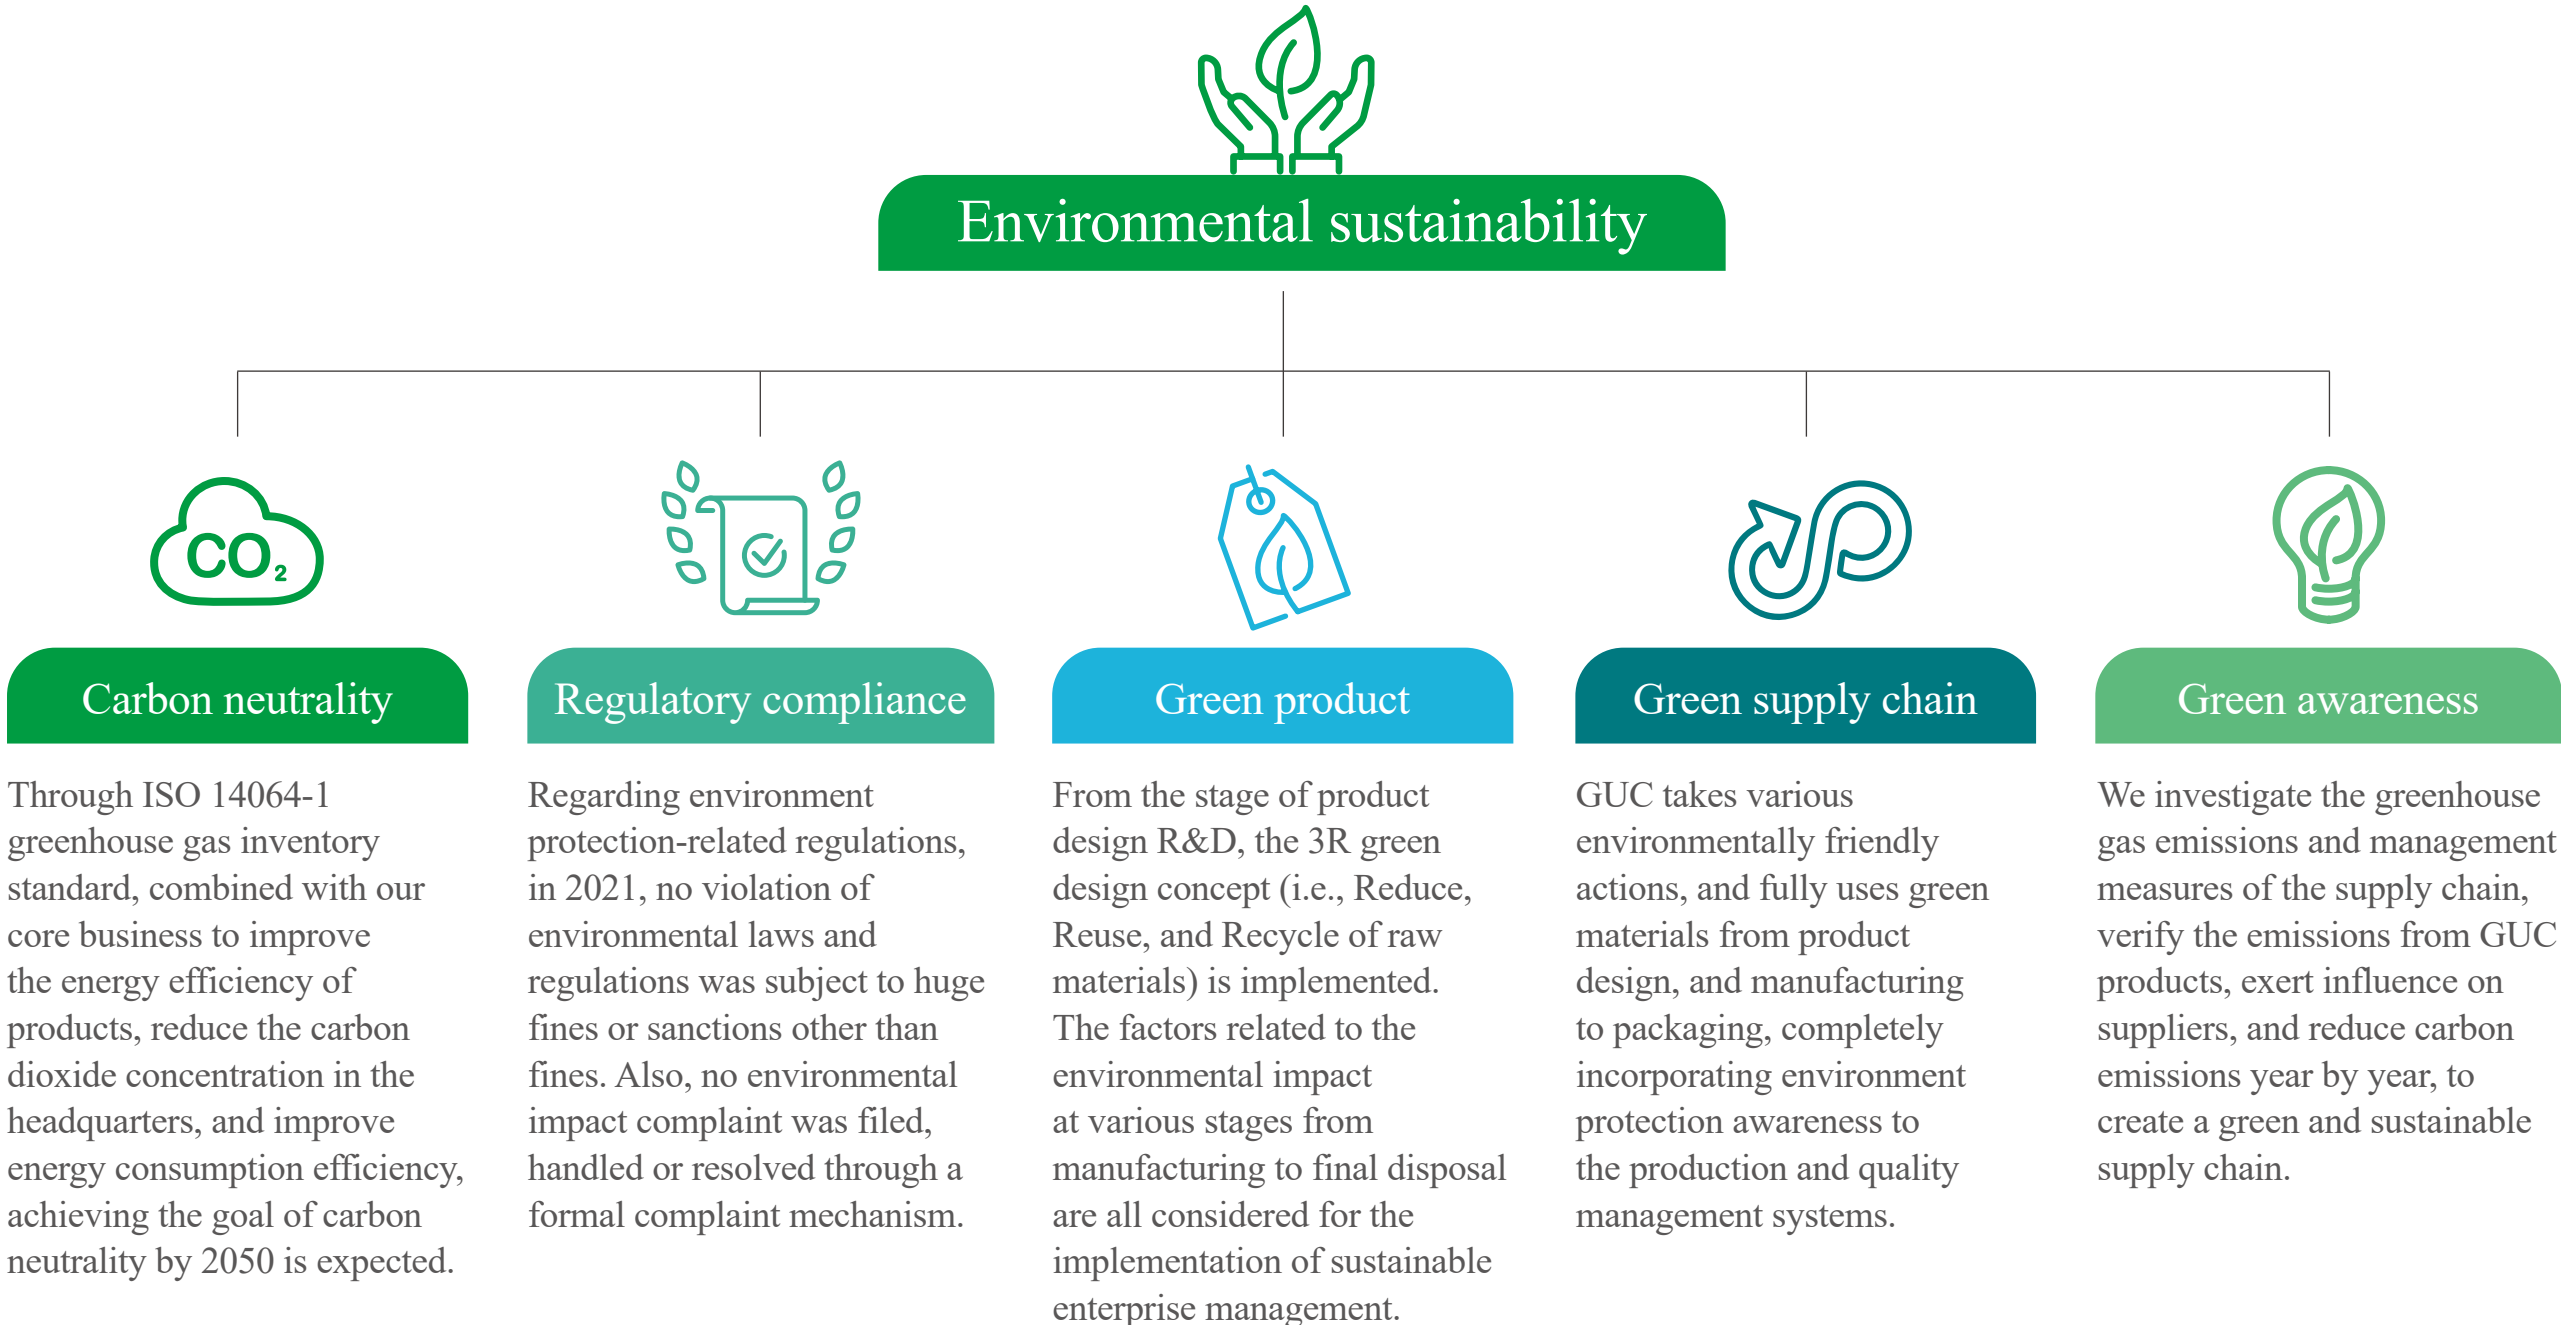 Environmental sustainability
CO₂
Carbon neutrality
Through ISO 14064-1
greenhouse gas inventory
standard, combined with our
core business to improve
the energy efficiency of
products, reduce the carbon
dioxide concentration in the
headquarters, and improve
energy consumption efficiency,
achieving the goal of carbon
neutrality by 2050 is expected.
Regulatory compliance
Regarding environment
protection-related regulations,
in 2021, no violation of
environmental laws and
regulations was subject to huge
fines or sanctions other than
fines. Also, no environmental
impact complaint was filed,
handled or resolved through a
formal complaint mechanism.
Green product
From the stage of product
design R&D, the 3R green
design concept (i.e., Reduce,
Reuse, and Recycle of raw
materials) is implemented.
The factors related to the
environmental impact
at various stages from
manufacturing to final disposal
are all considered for the
implementation of sustainable
enterprise management.
Green supply chain
GUC takes various
environmentally friendly
actions, and fully uses green
materials from product
design, and manufacturing
to packaging, completely
incorporating environment
protection awareness to
the production and quality
management systems.
Green awareness
We investigate the greenhouse
gas emissions and management
measures of the supply chain,
verify the emissions from GUC
products, exert influence on
suppliers, and reduce carbon
emissions year by year, to
create a green and sustainable
supply chain.